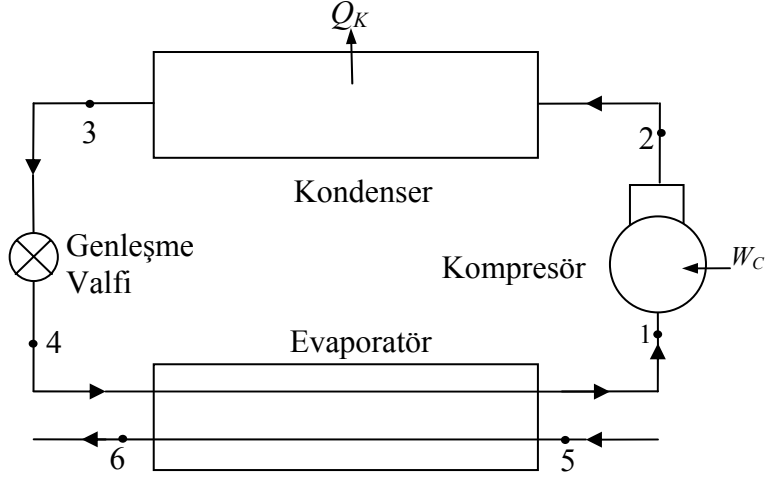 Q_K
3
2
Kondenser
Genleşme
Valfi
Kompresör
W_C
4
Evaporatör
1
6
5